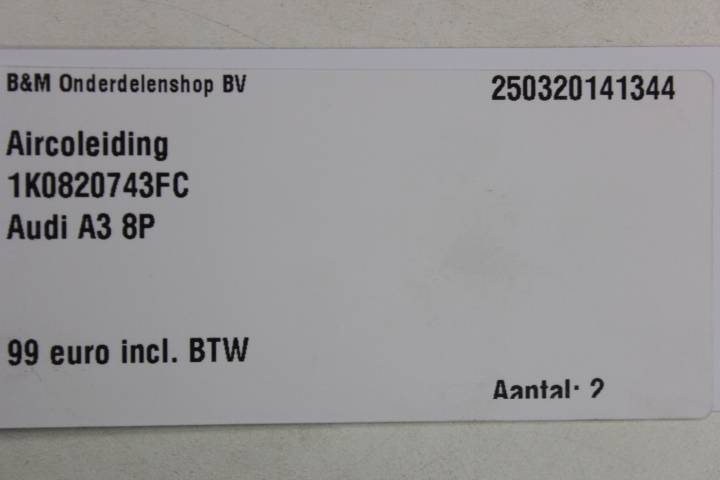 B&M Onderdelenshop BV 250320141344
Aircoleiding
1K0820743FC
Audi A3 8P
99 euro incl. BTW
Aantal: 2